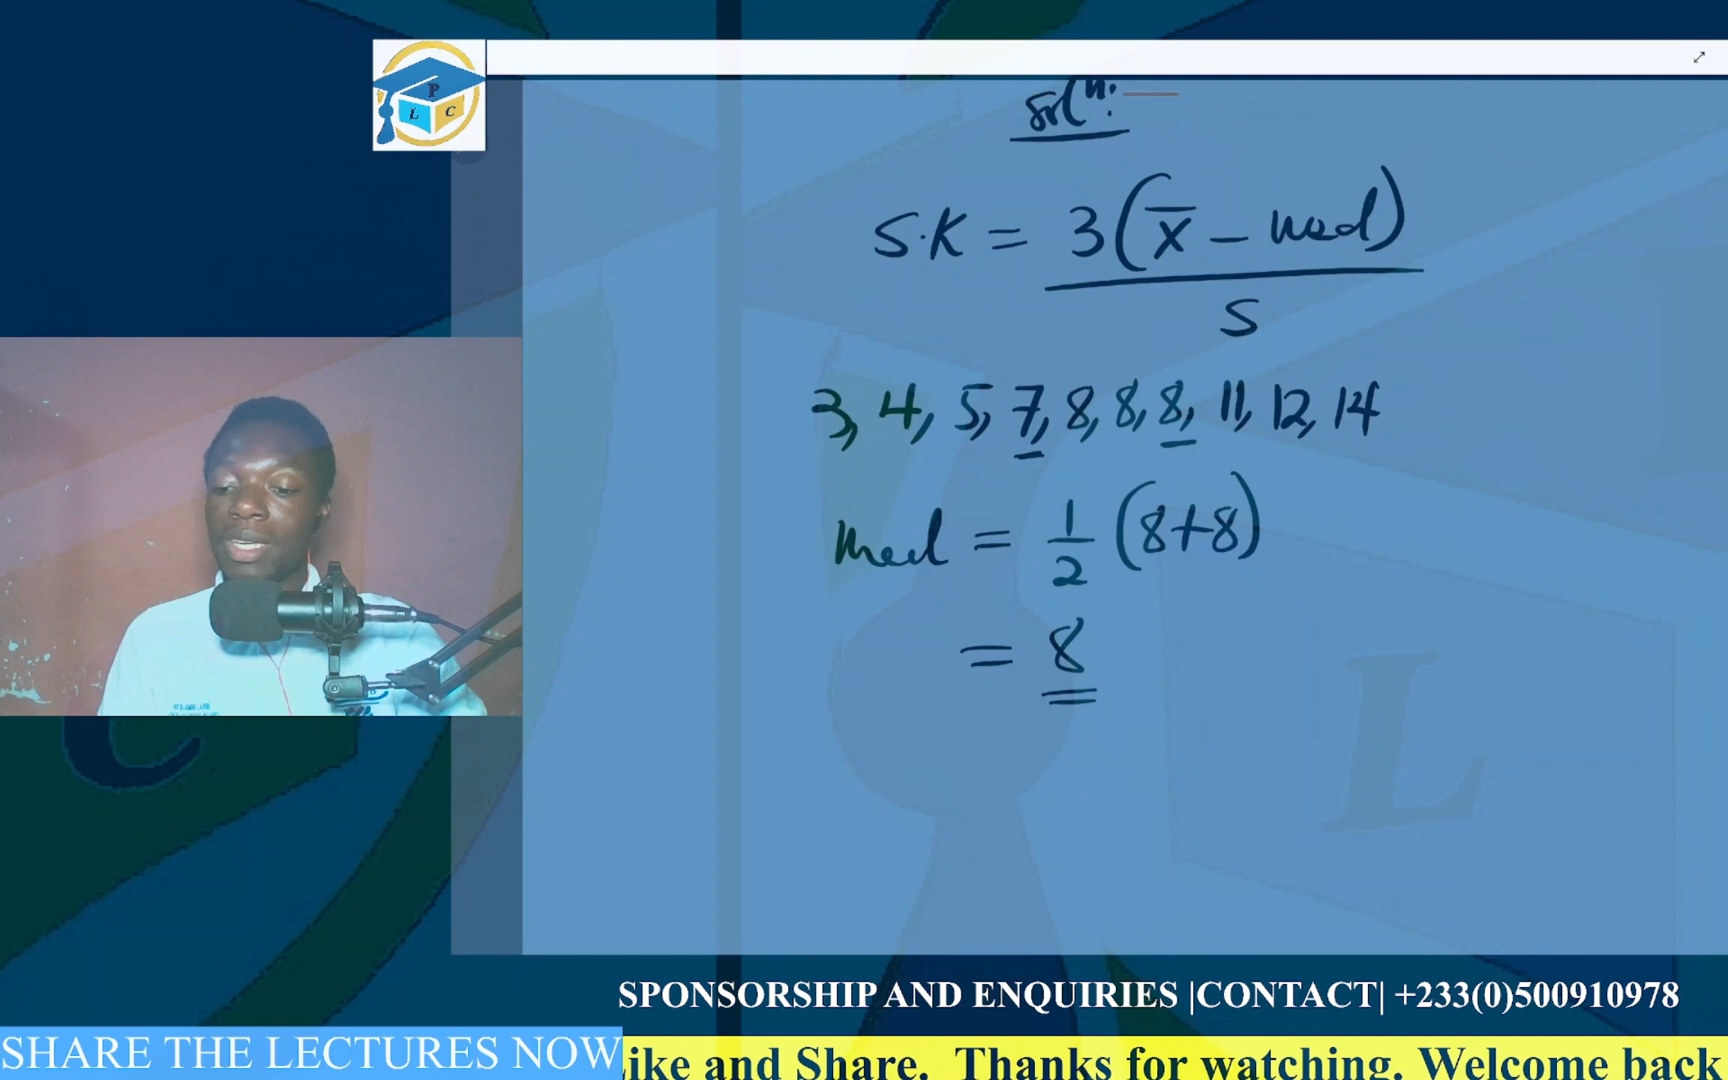 P
L C
Solⁿ:
S.K = 3(x̄ - med)
S
3, 4, 5, 7, 8, 8, 8, 11, 12, 14
med = 1/2 (8+8)
= 8
L
SPONSORSHIP AND ENQUIRIES |CONTACT| +233(0)500910978
SHARE THE LECTURES NOW
ike and Share. Thanks for watching. Welcome back